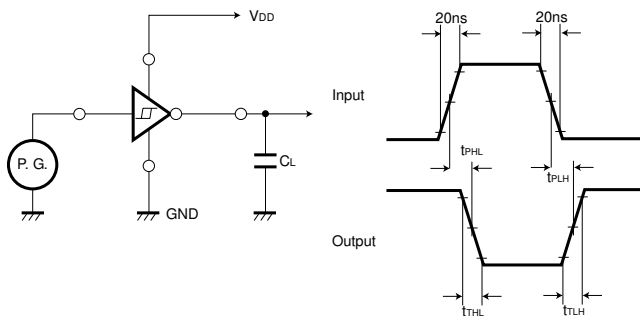 VDD
P. G.
CL
GND
20ns
20ns
Input
tPHL
tPLH
Output
tTHL
tTLH